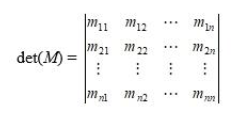 m₁₁ m₁₂ ⋯ m₁ₙ
det(M) = m₂₁ m₂₂ ⋯ m₂ₙ
⋮ ⋮ ⋮ ⋮
mₙ₁ mₙ₂ ⋯ mₙₙ